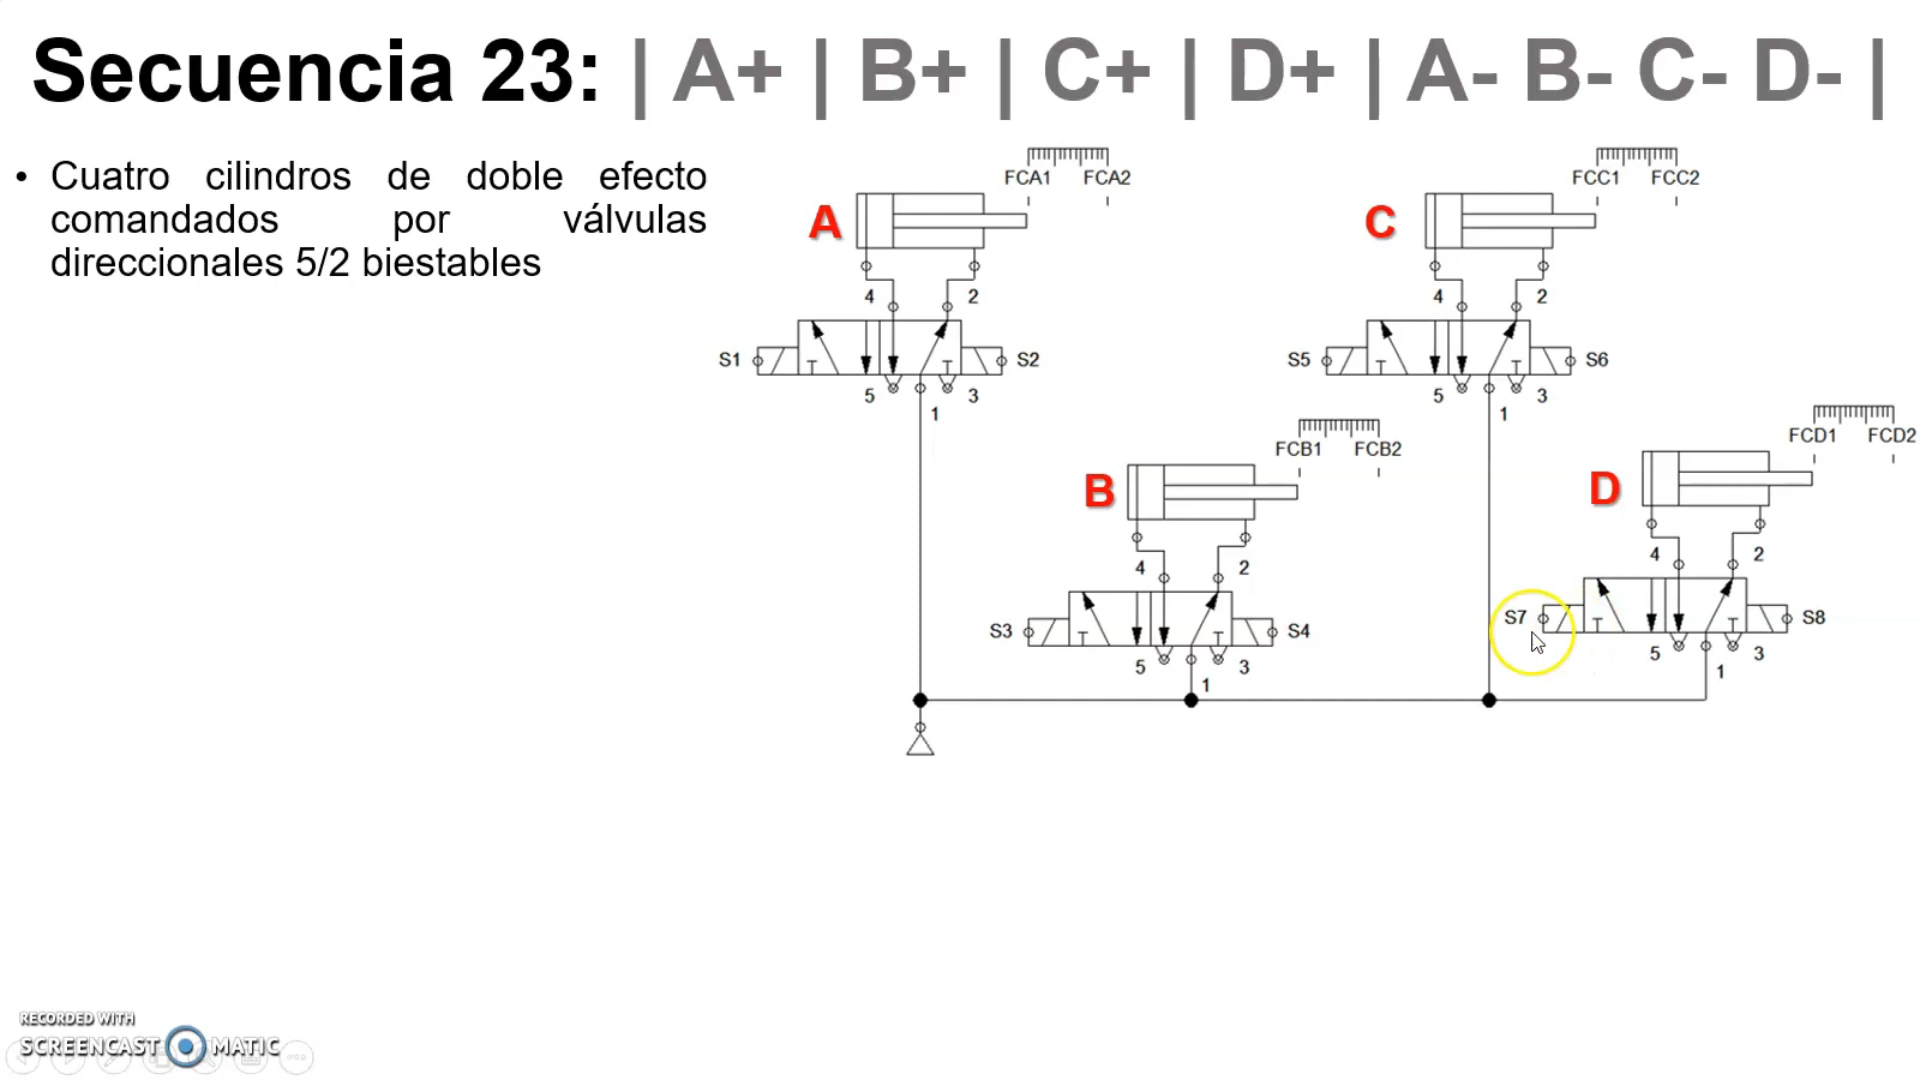 Secuencia 23: | A+ | B+ | C+ | D+ | A- B- C- D- |
• Cuatro cilindros de doble efecto
comandados por válvulas
direccionales 5/2 biestables
FCA1 FCA2
A
4 2
S1 S2
5 1 3
FCC1 FCC2
C
4 2
S5 S6
5 1 3
FCB1 FCB2
B
4 2
S3 S4
5 1 3
FCD1 FCD2
D
4 2
S7 S8
5 1 3
RECORDED WITH
SCREENCAST MATIC